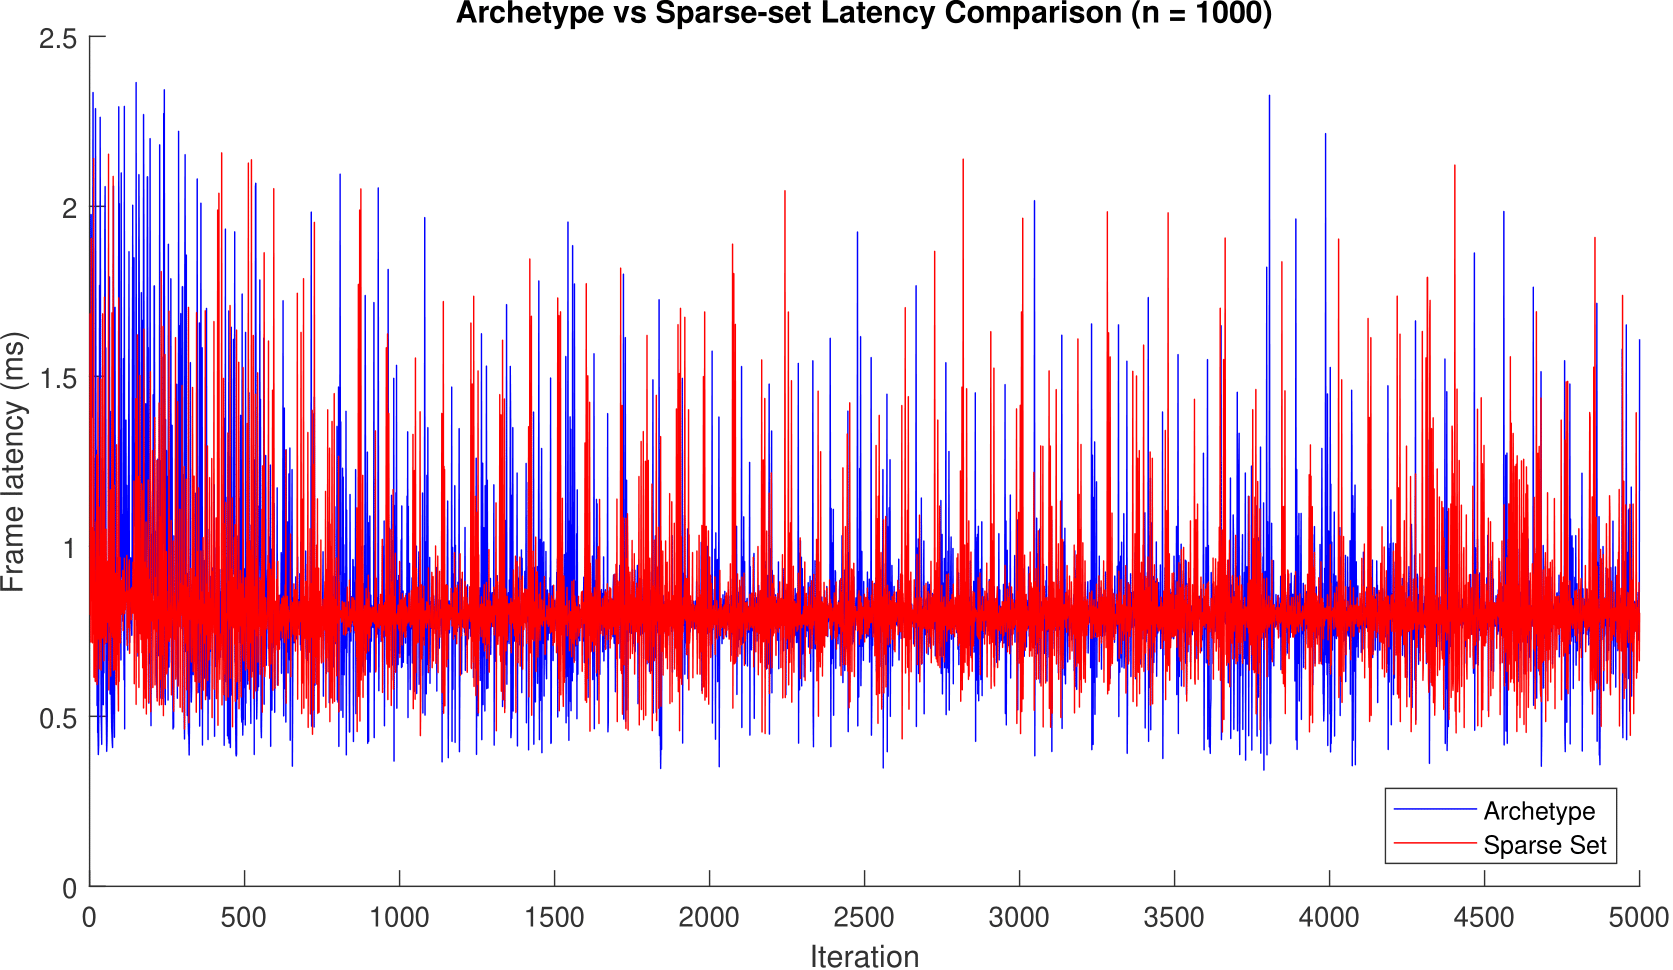 Archetype vs Sparse-set Latency Comparison (n = 1000)
2.5
2
1.5
1
0.5
0
Frame latency (ms)
0 500 1000 1500 2000 2500 3000 3500 4000 4500 5000
Iteration
Archetype
Sparse Set